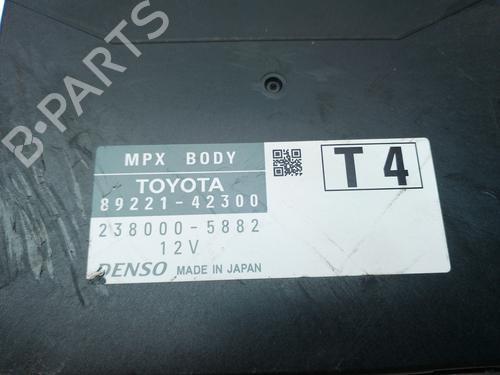 B-PARTS
MPX BODY
TOYOTA
89221-42300
238000-5882
12V
DENSO MADE IN JAPAN
T4